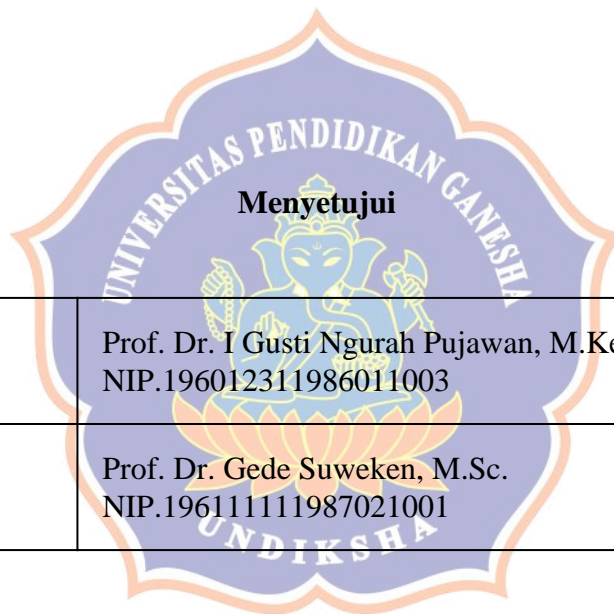 UNIVERSITAS PENDIDIKAN GANESHA
Menyetujui
Prof. Dr. I Gusti Ngurah Pujawan, M.Ke
NIP.196012311986011003
Prof. Dr. Gede Suweken, M.Sc.
NIP.196111111987021001
UNDIKSHA